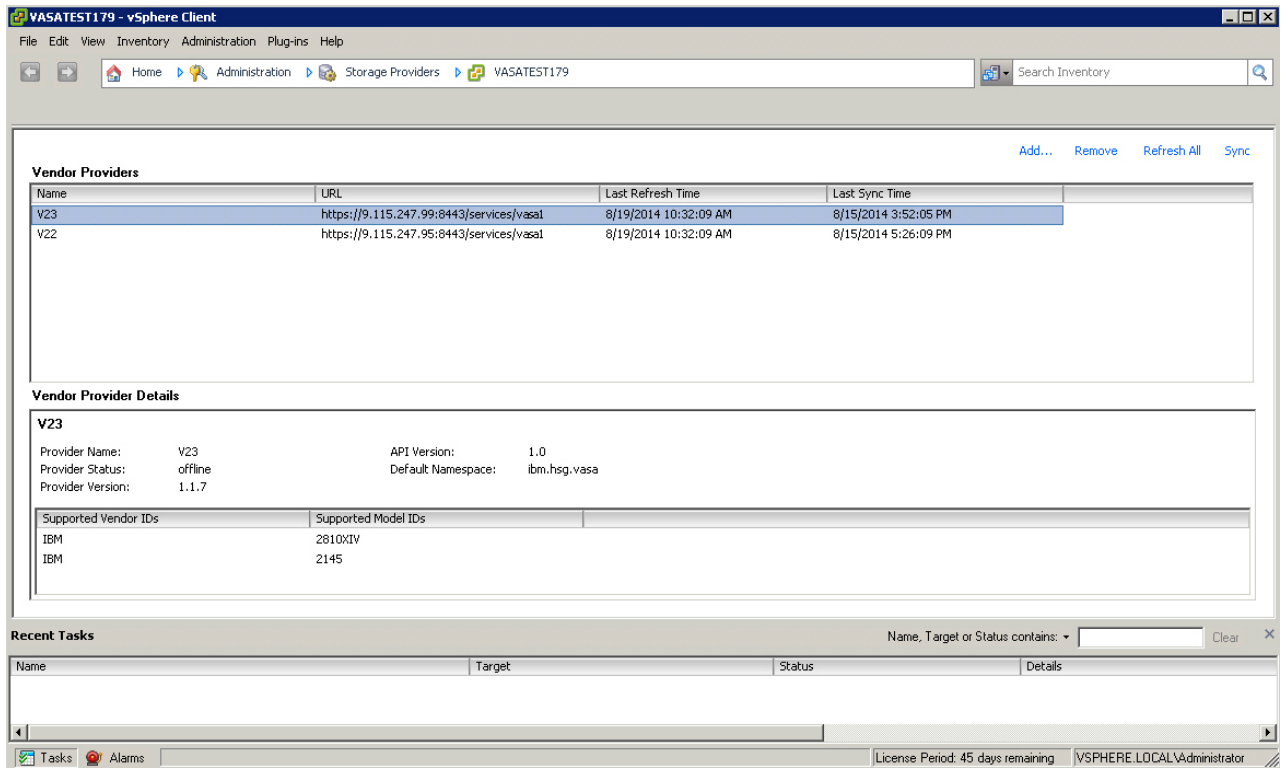 VASATEST179 - vSphere Client
File Edit View Inventory Administration Plug-ins Help
Home Administration Storage Providers VASATEST179 Search Inventory
Add... Remove Refresh All Sync
Vendor Providers
Name URL Last Refresh Time Last Sync Time
V23 https://9.115.247.99:8443/services/vasa1 8/19/2014 10:32:09 AM 8/15/2014 3:52:05 PM
V22 https://9.115.247.95:8443/services/vasa1 8/19/2014 10:32:09 AM 8/15/2014 5:26:09 PM
Vendor Provider Details
V23
Provider Name: V23 API Version: 1.0
Provider Status: offline Default Namespace: ibm.hsg.vasa
Provider Version: 1.1.7
Supported Vendor IDs Supported Model IDs
IBM 2810XIV
IBM 2145
Recent Tasks Name, Target or Status contains: Clear
Name Target Status Details
Tasks Alarms License Period: 45 days remaining VSPHERE.LOCAL\Administrator